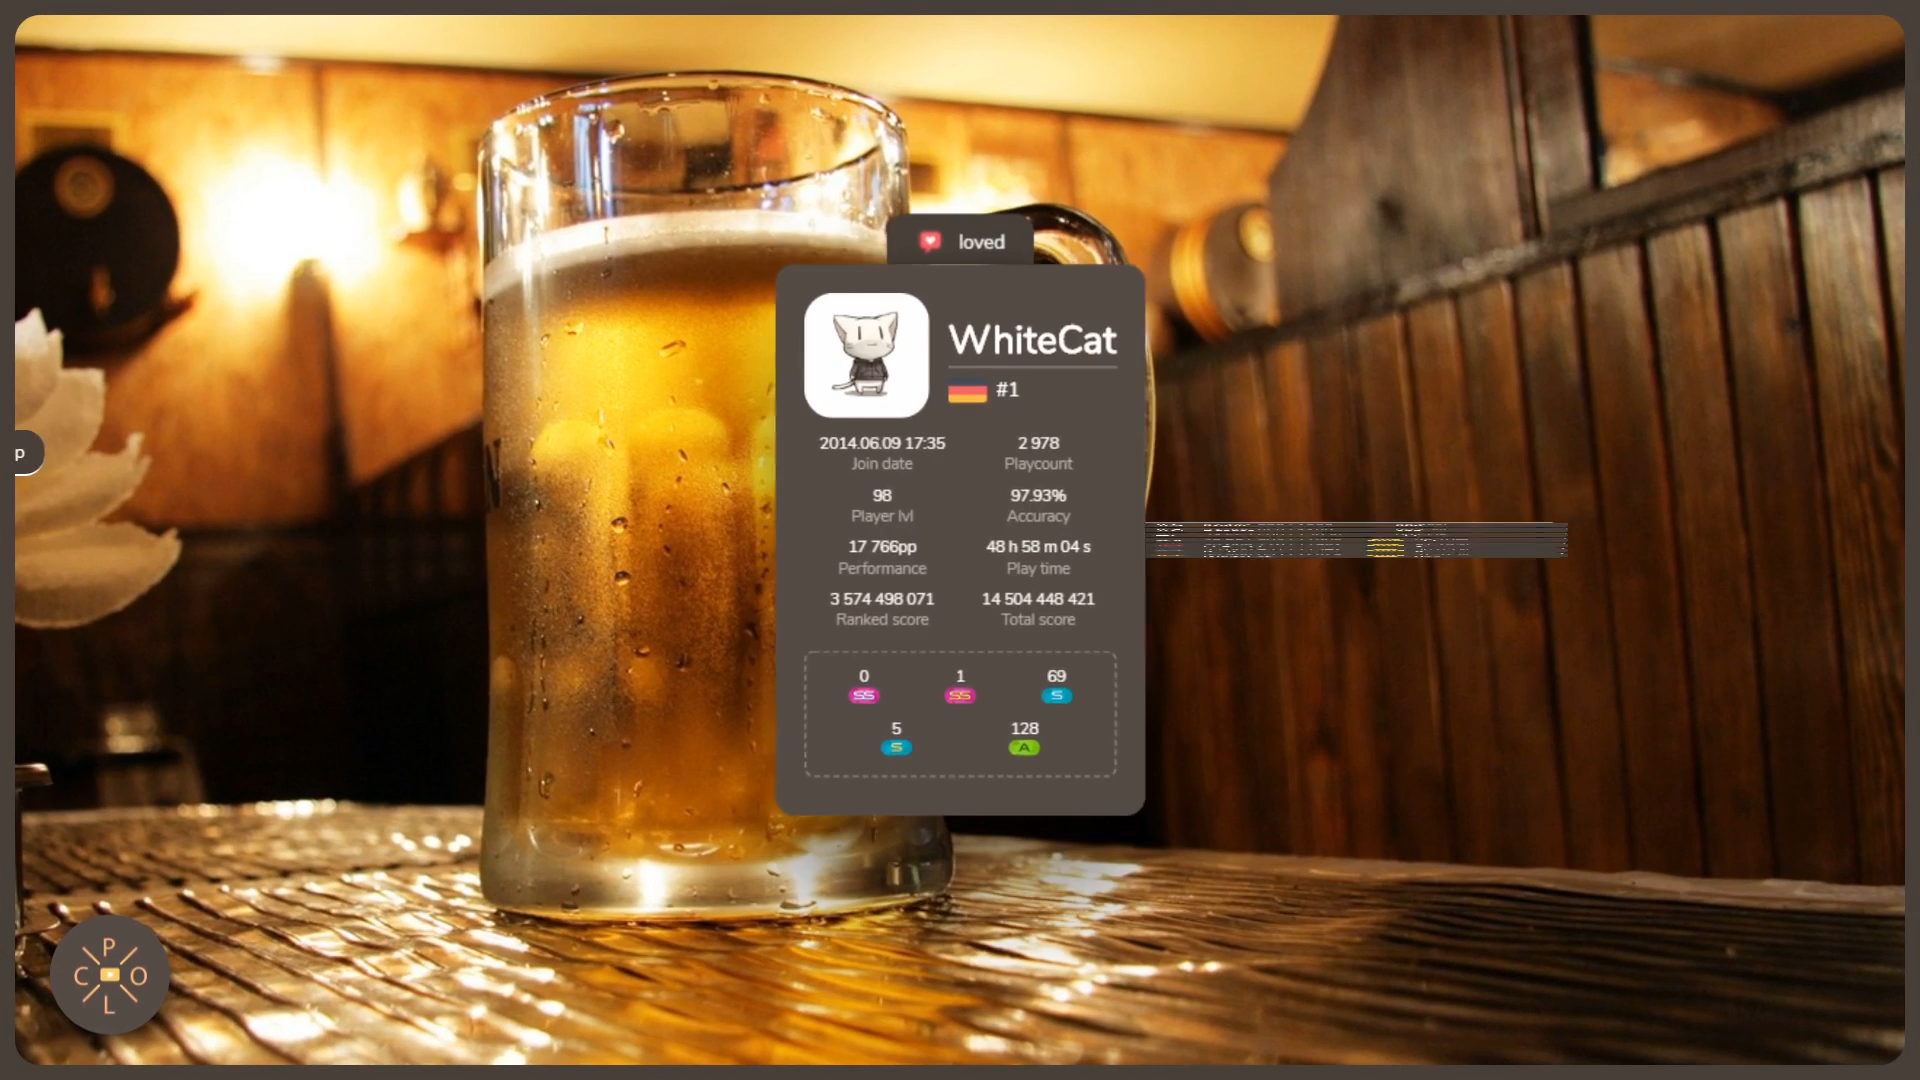 loved
WhiteCat
#1
2014.06.09 17:35
Join date
2 978
Playcount
98
Player lvl
97.93%
Accuracy
17 766pp
Performance
48 h 58 m 04 s
Play time
3 574 498 071
Ranked score
14 504 448 421
Total score
0
SS
1
SS
69
S
5
S
128
A
p
P
C O
L